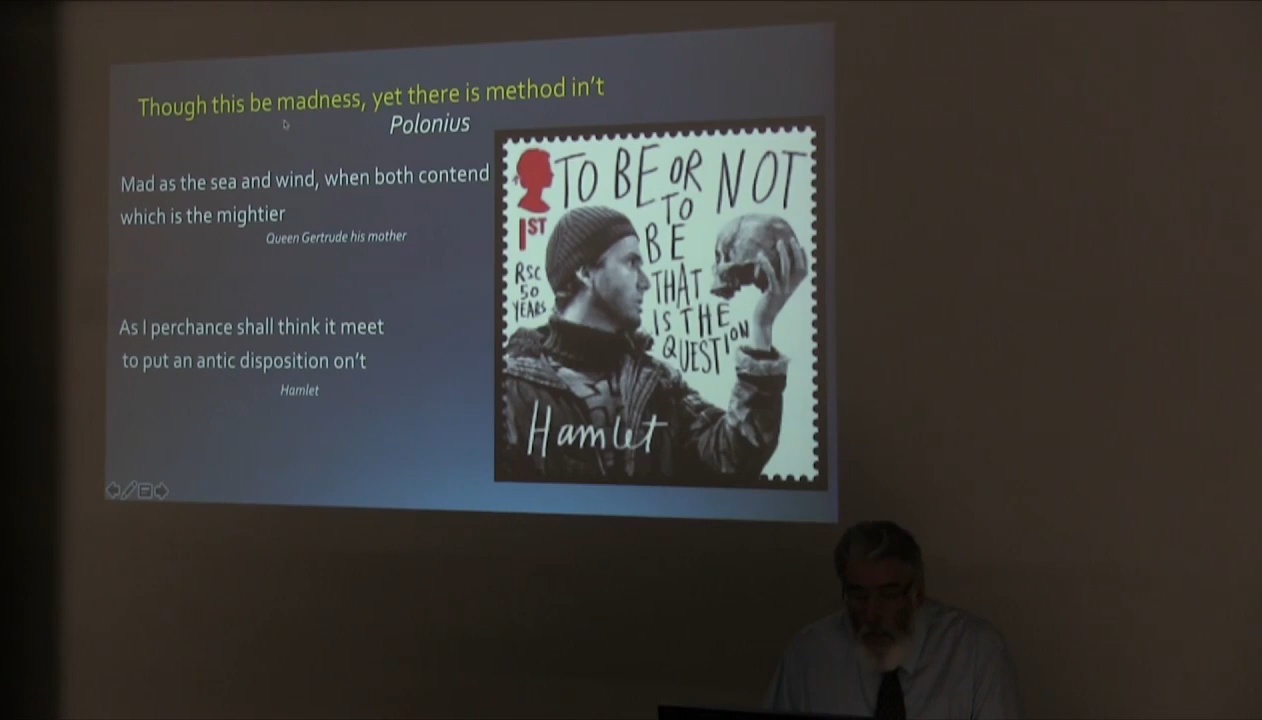 Though this be madness, yet there is method in't
Polonius
Mad as the sea and wind, when both contend
which is the mightier
Queen Gertrude his mother
As I perchance shall think it meet
to put an antic disposition on't
Hamlet
TO BE OR NOT
TO
BE
THAT
IS THE
QUESTION
1ST
RSC
50
YEARS
Hamlet